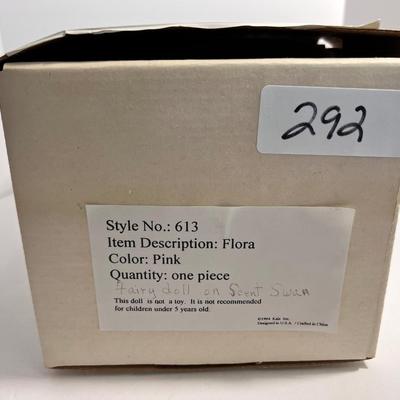 292
Style No.: 613
Item Description: Flora
Color: Pink
Quantity: one piece
fairy doll on Scent Swan
This doll is not a toy. It is not recommended
for children under 5 years old.
Inc.
Designed in U.S.A. / Crafted in China